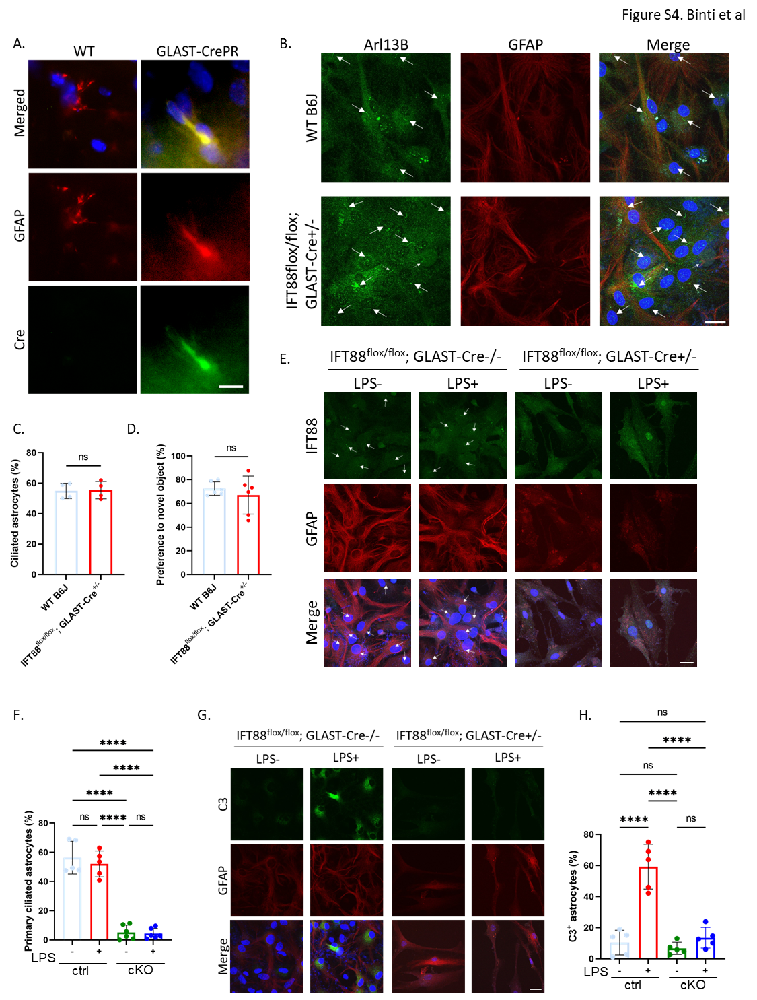 Figure S4. Binti et al
A.
WT
GLAST-CrePR
Merged
GFAP
Cre
B.
Arl13B
GFAP
Merge
WT B6J
IFT88flox/flox;
GLAST-Cre+/-
C.
Ciliated astrocytes (%)
80
60
40
20
0
ns
WT B6J
IFT88flox/flox; GLAST-Cre+/-
D.
Preference to novel object (%)
100
80
60
40
20
0
ns
WT B6J
IFT88flox/flox; GLAST-Cre+/-
E.
IFT88flox/flox; GLAST-Cre-/-
IFT88flox/flox; GLAST-Cre+/-
LPS-
LPS+
LPS-
LPS+
IFT88
GFAP
Merge
F.
****
****
****
ns
****
ns
Primary ciliated astrocytes (%)
80
60
40
20
0
LPS
-
+
-
+
ctrl
cKO
G.
IFT88flox/flox; GLAST-Cre-/-
IFT88flox/flox; GLAST-Cre+/-
LPS-
LPS+
LPS-
LPS+
C3
GFAP
Merge
H.
ns
****
ns
****
****
ns
C3+ astrocytes (%)
80
60
40
20
0
LPS
-
+
-
+
ctrl
cKO